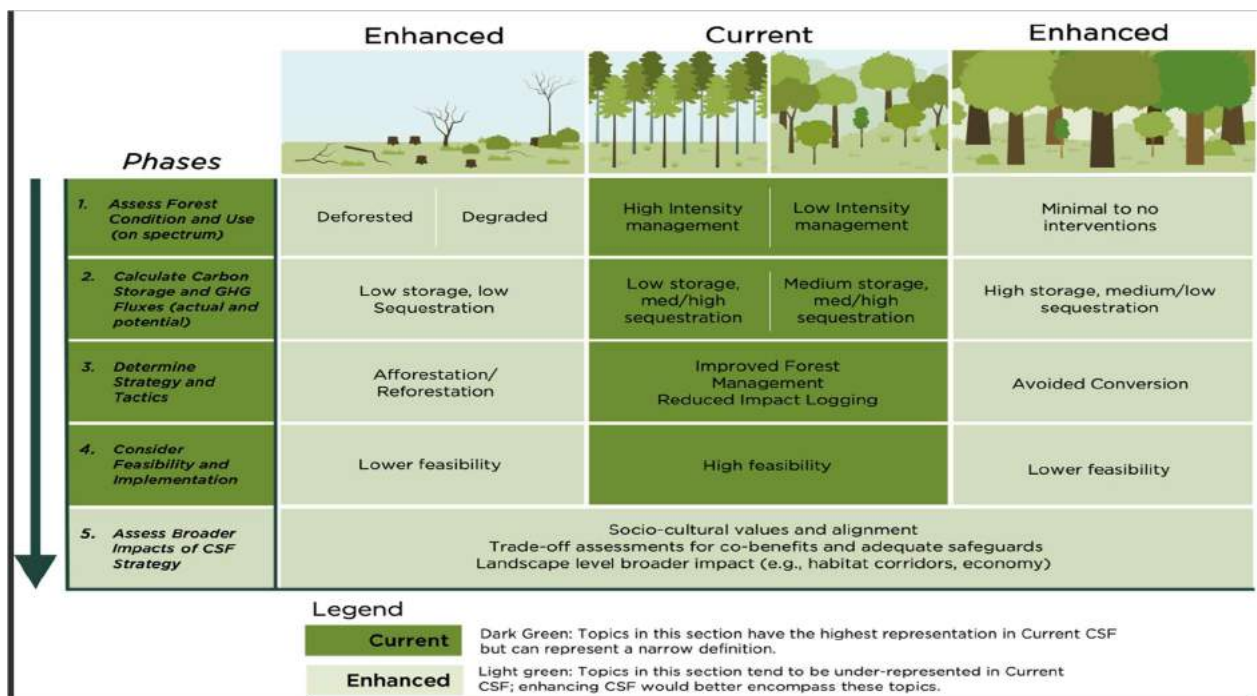 Enhanced
Current
Enhanced
Phases
1. Assess Forest
Condition and Use
(on spectrum)
Deforested
Degraded
High Intensity
management
Low Intensity
management
Minimal to no
interventions
2. Calculate Carbon
Storage and GHG
Fluxes (actual and
potential)
Low storage, low
Sequestration
Low storage,
med/high
sequestration
Medium storage,
med/high
sequestration
High storage, medium/low
sequestration
3. Determine
Strategy and
Tactics
Afforestation/
Reforestation
Improved Forest
Management
Reduced Impact Logging
Avoided Conversion
4. Consider
Feasibility and
Implementation
Lower feasibility
High feasibility
Lower feasibility
5. Assess Broader
Impacts of CSF
Strategy
Socio-cultural values and alignment
Trade-off assessments for co-benefits and adequate safeguards
Landscape level broader impact (e.g., habitat corridors, economy)
Legend
Current
Dark Green: Topics in this section have the highest representation in Current CSF
but can represent a narrow definition.
Enhanced
Light green: Topics in this section tend to be under-represented in Current
CSF; enhancing CSF would better encompass these topics.